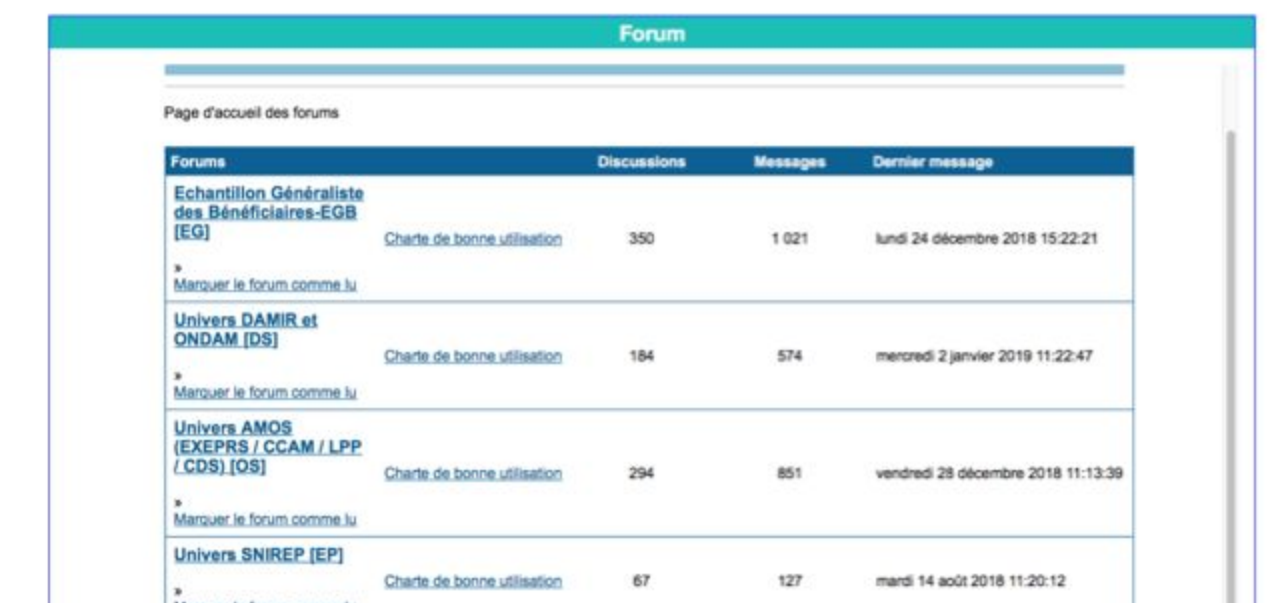 Forum
Page d'accueil des forums
Forums Discussions Messages Dernier message
Echantillon Généraliste
des Bénéficiaires-EGB
[EG]
Charte de bonne utilisation 350 1 021 lundi 24 décembre 2018 15:22:21
»
Marquer le forum comme lu
Univers DAMIR et
ONDAM [DS]
Charte de bonne utilisation 184 574 mercredi 2 janvier 2019 11:22:47
»
Marquer le forum comme lu
Univers AMOS
(EXEPRS / CCAM / LPP
/ CDS) [OS]
Charte de bonne utilisation 294 851 vendredi 28 décembre 2018 11:13:39
»
Marquer le forum comme lu
Univers SNIREP [EP]
Charte de bonne utilisation 67 127 mardi 14 août 2018 11:20:12
»